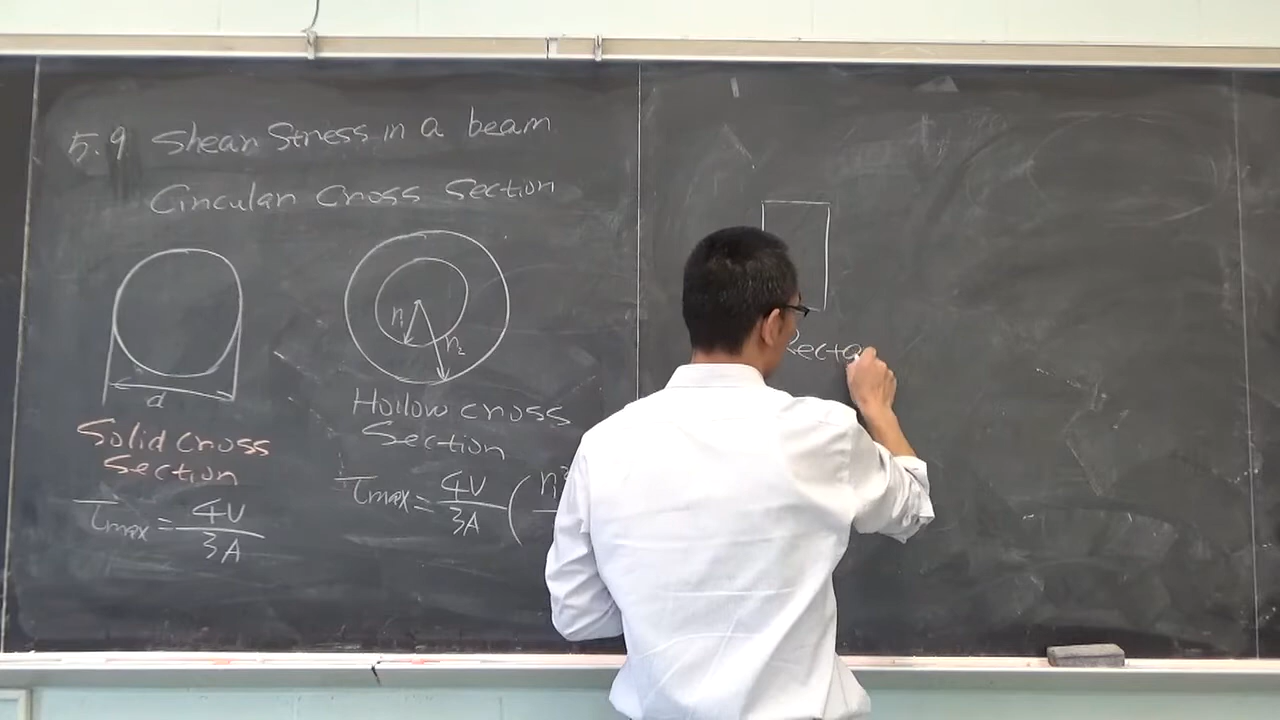 5.9 Shear Stress in a beam
Circular Cross Section
d
Solid cross
Section
τmax = 4V/3A
r1
r2
Hollow cross
Section
τmax = 4V/3A (
Recta